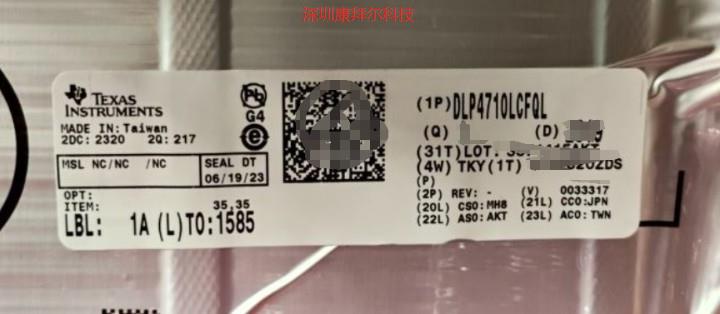 深圳康拜尔科技
TEXAS
INSTRUMENTS
Pb
G4
e
MADE IN: Taiwan
2DC: 2320 2Q: 217
MSL NC/NC /NC
SEAL DT
06/19/23
OPT:
ITEM: 35,35
LBL: 1A (L)TO:1585
(1P) DLP4710LCFQL
(Q) (D)
(31T)LOT:
(4W) TKY(1T)
(P)
(2P) REV: - (V) 0033317
(20L) CSO:MH8 (21L) CCO:JPN
(22L) ASO:AKT (23L) ACO:TWN